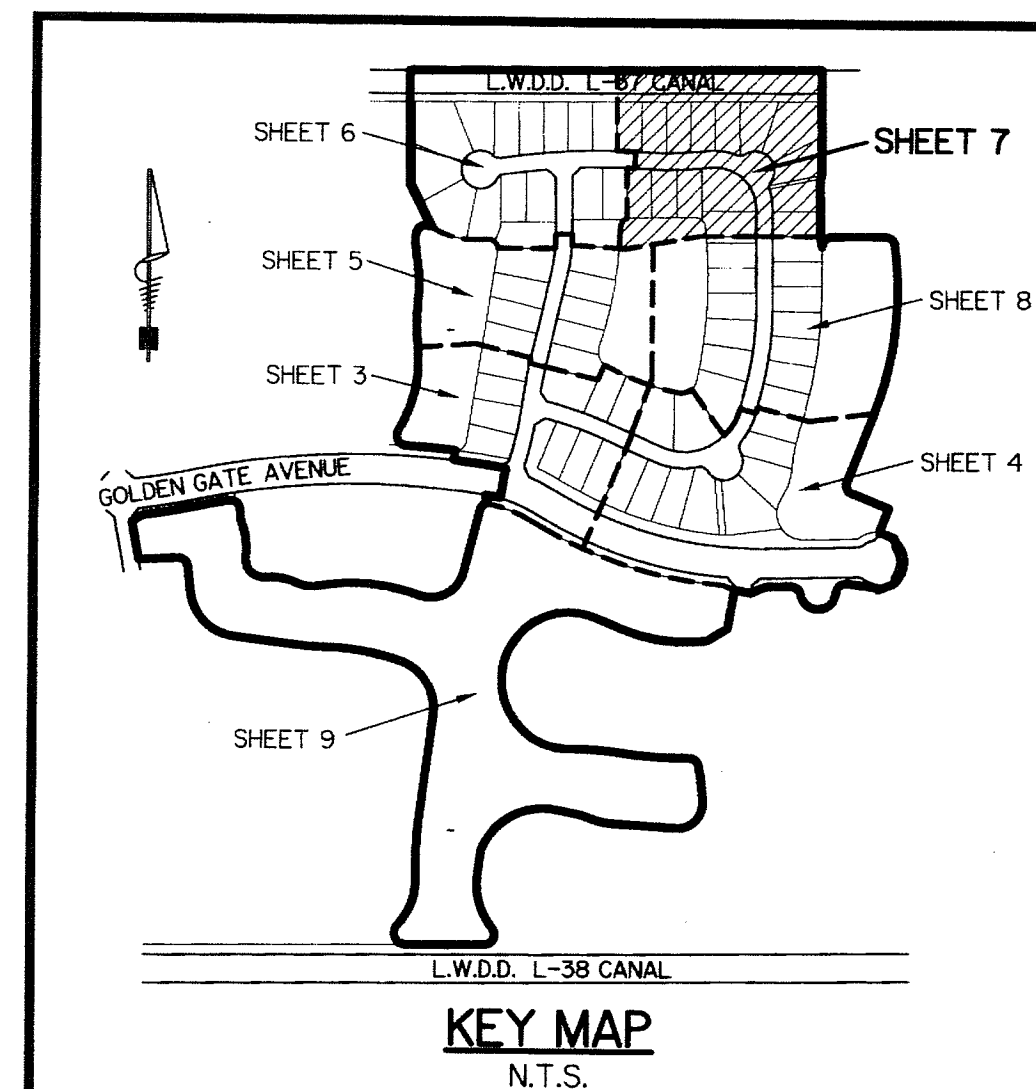 L.W.D.D. L-37 CANAL
SHEET 6
SHEET 7
SHEET 5
SHEET 8
SHEET 3
GOLDEN GATE AVENUE
SHEET 4
SHEET 9
L.W.D.D. L-38 CANAL
KEY MAP
N.T.S.